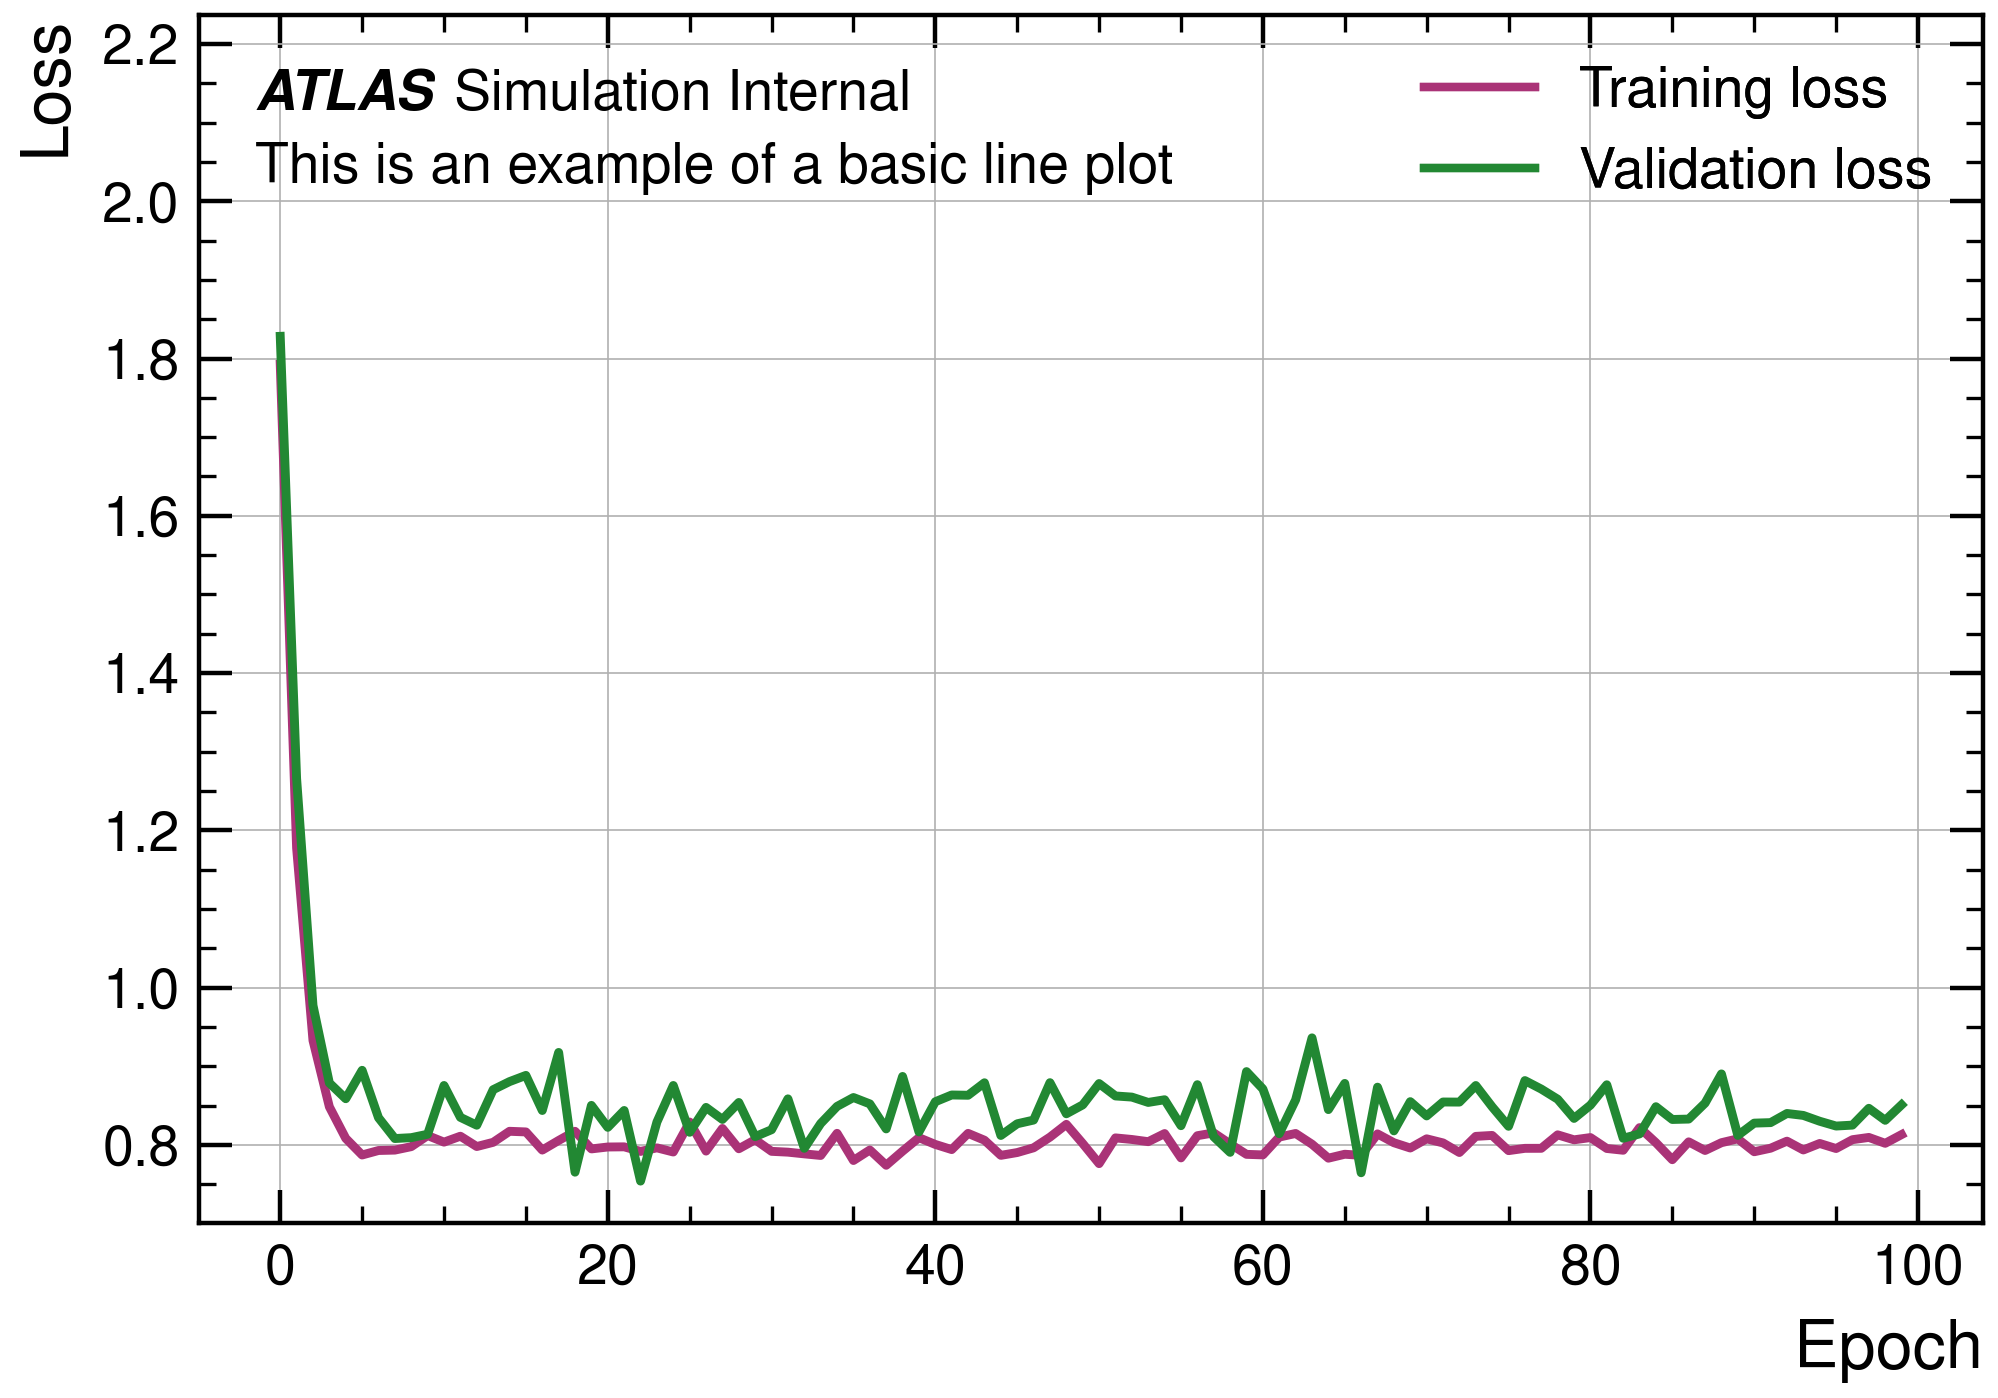 Loss
2.2
2.0
1.8
1.6
1.4
1.2
1.0
0.8
ATLAS Simulation Internal
This is an example of a basic line plot
Training loss
Validation loss
0 20 40 60 80 100
Epoch